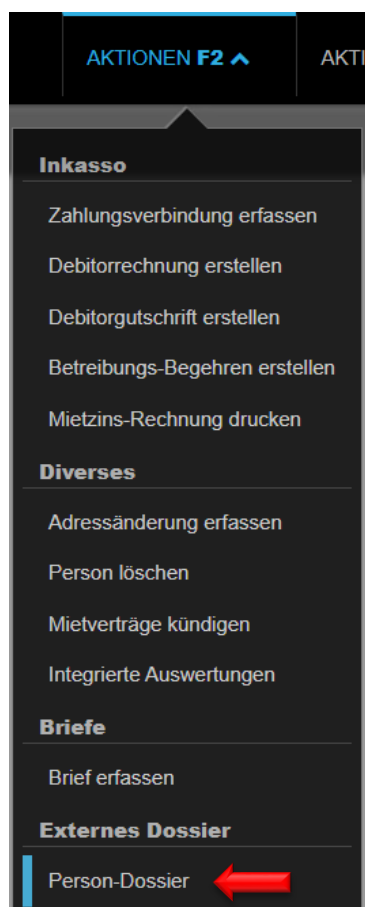 AKTIONEN F2 AKTI
Inkasso
Zahlungsverbindung erfassen
Debitorrechnung erstellen
Debitorgutschrift erstellen
Betreibungs-Begehren erstellen
Mietzins-Rechnung drucken
Diverses
Adressänderung erfassen
Person löschen
Mietverträge kündigen
Integrierte Auswertungen
Briefe
Brief erfassen
Externes Dossier
Person-Dossier